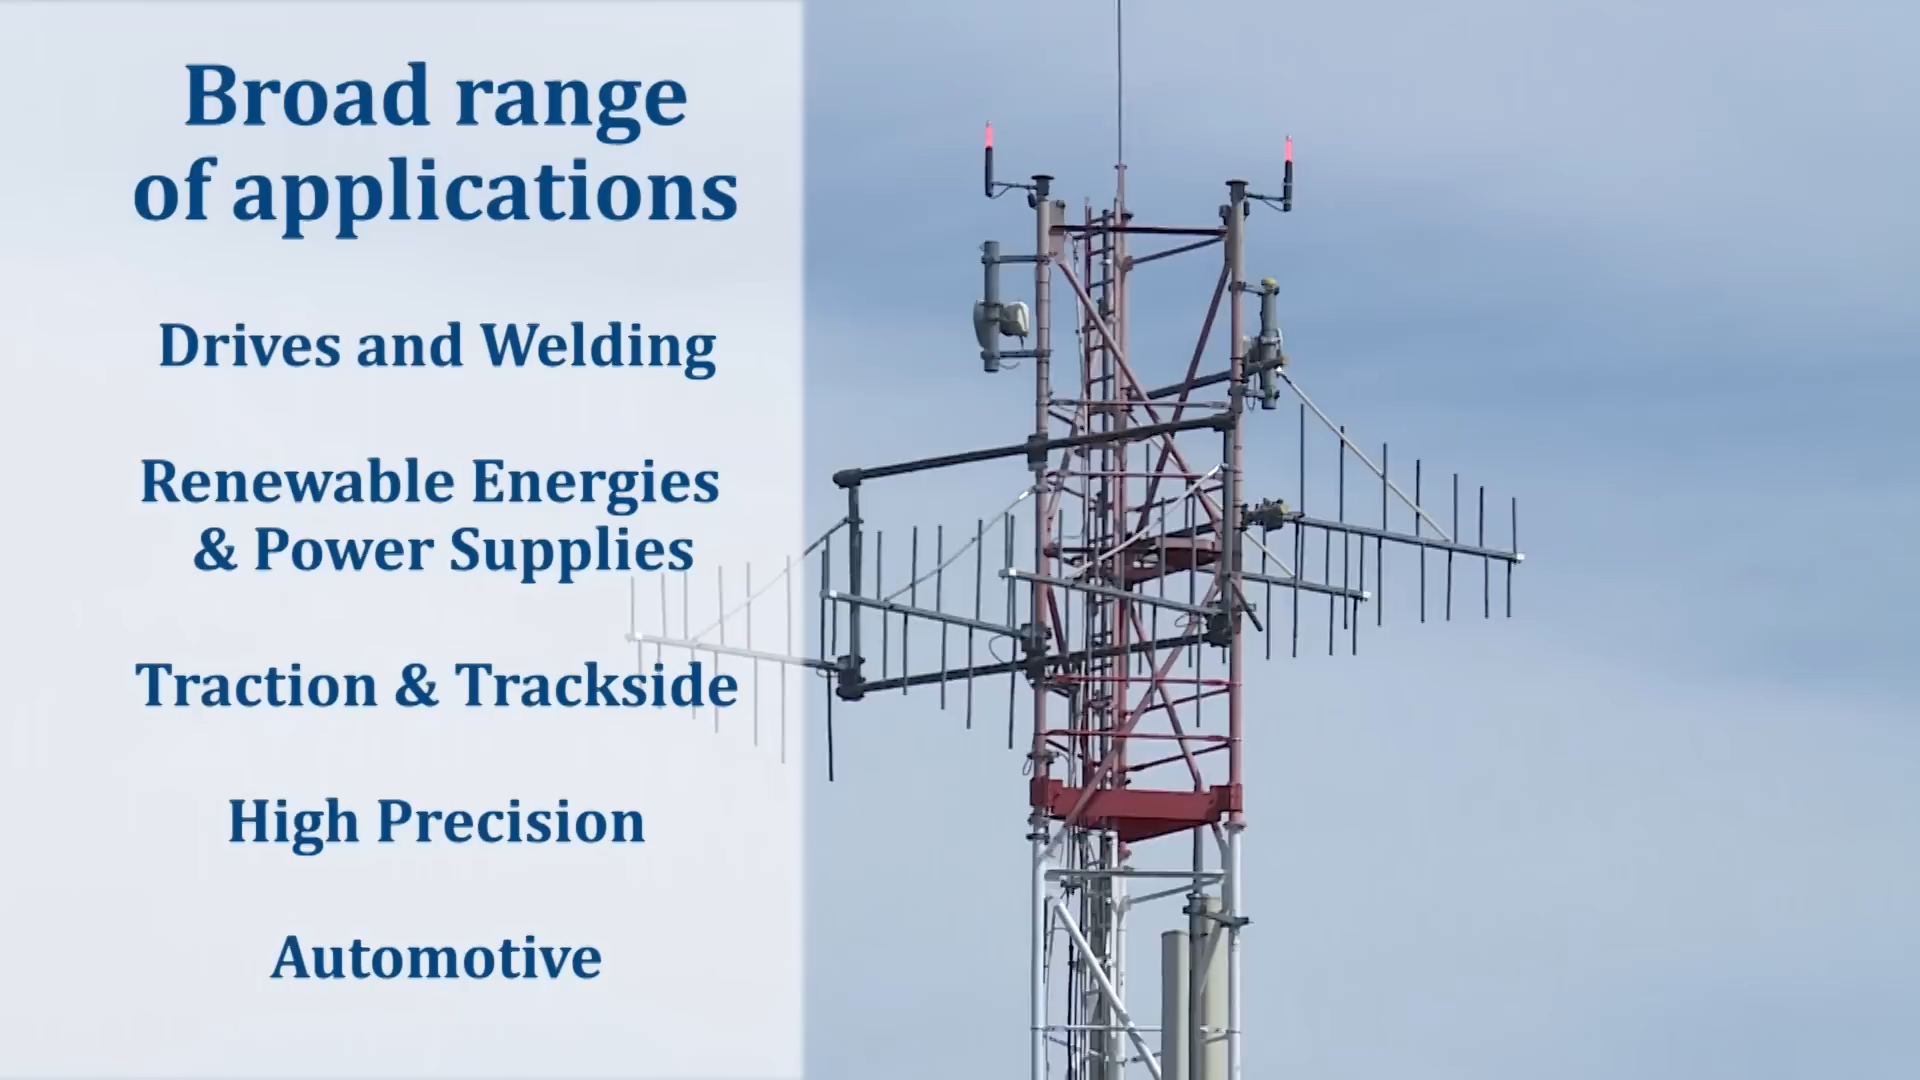 Broad range
of applications
Drives and Welding
Renewable Energies
& Power Supplies
Traction & Trackside
High Precision
Automotive